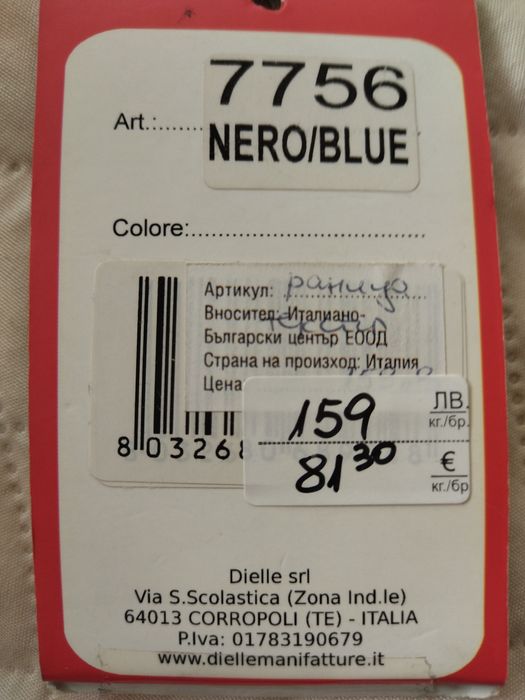 7756
Art.:
NERO/BLUE
Colore:
Артикул: раница
Вносител: Италиано-
текстил
Български център ЕООД
Страна на произход: Италия
Цена
159 ЛВ.
кг./бр.
81 30 €
кг./бр
803268
Dielle srl
Via S.Scolastica (Zona Ind.le)
64013 CORROPOLI (TE) - ITALIA
P.Iva: 01783190679
www.diellemanifatture.it